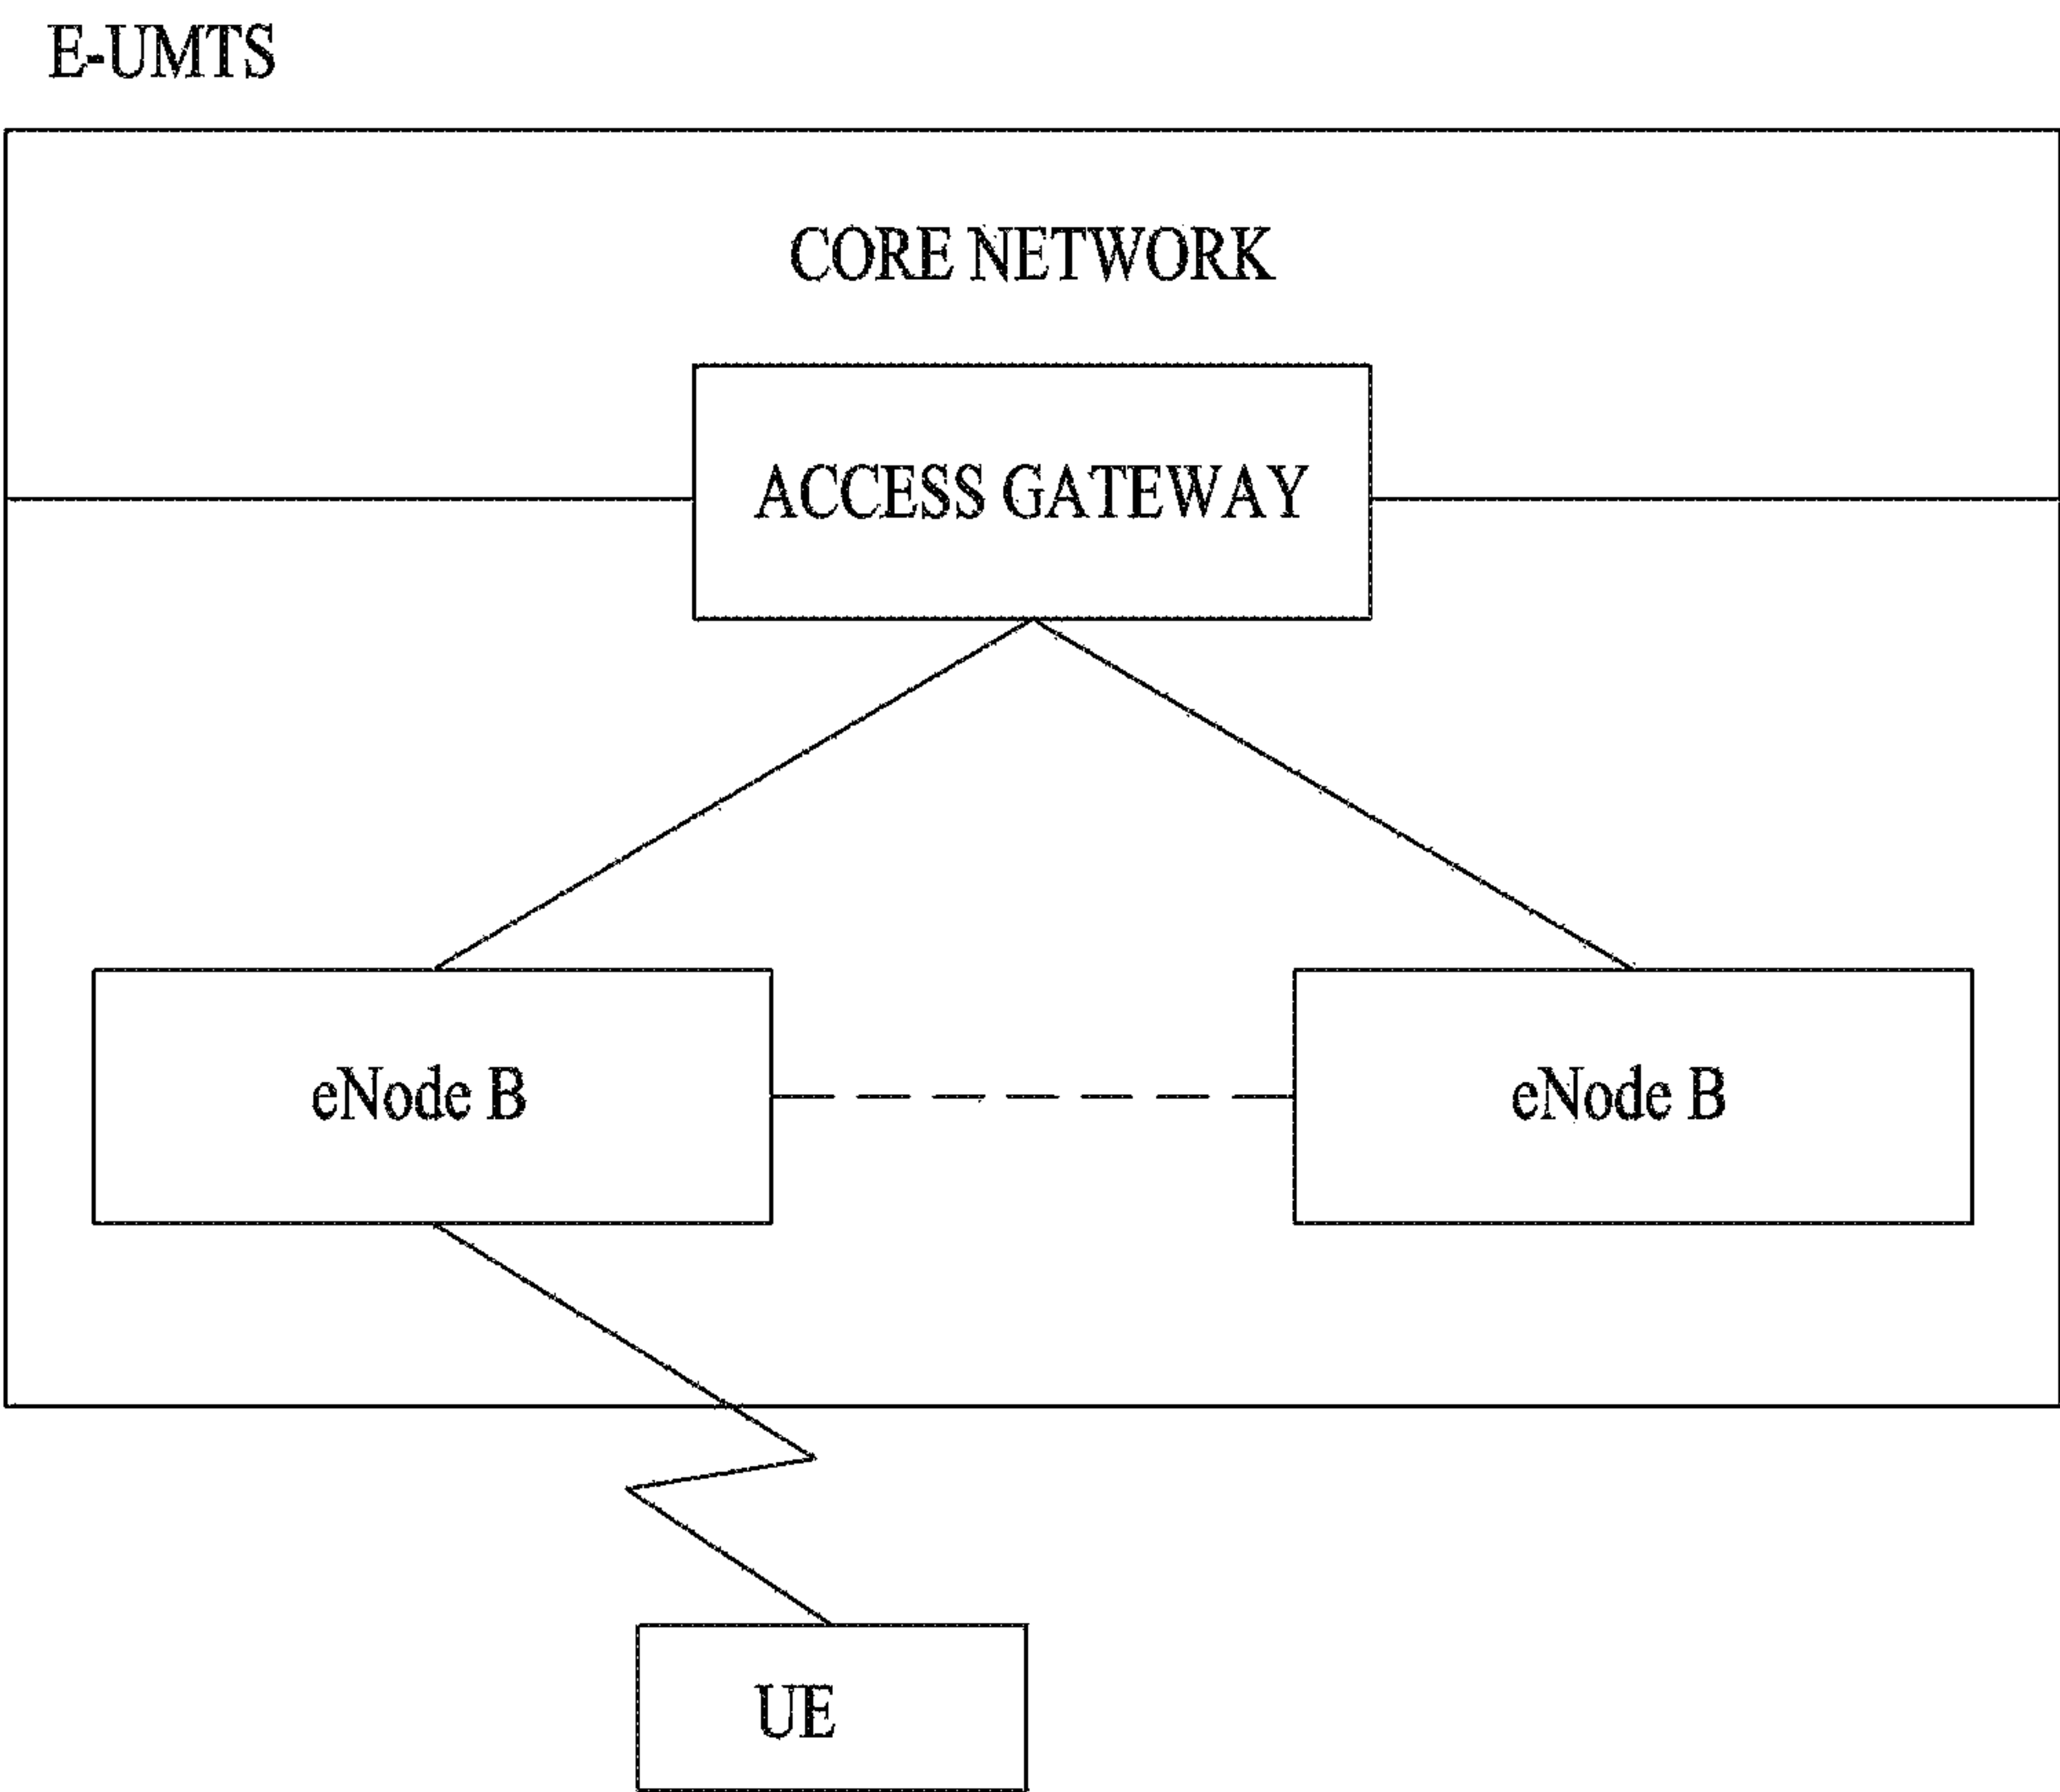 E-UMTS
CORE NETWORK
ACCESS GATEWAY
eNode B
eNode B
UE